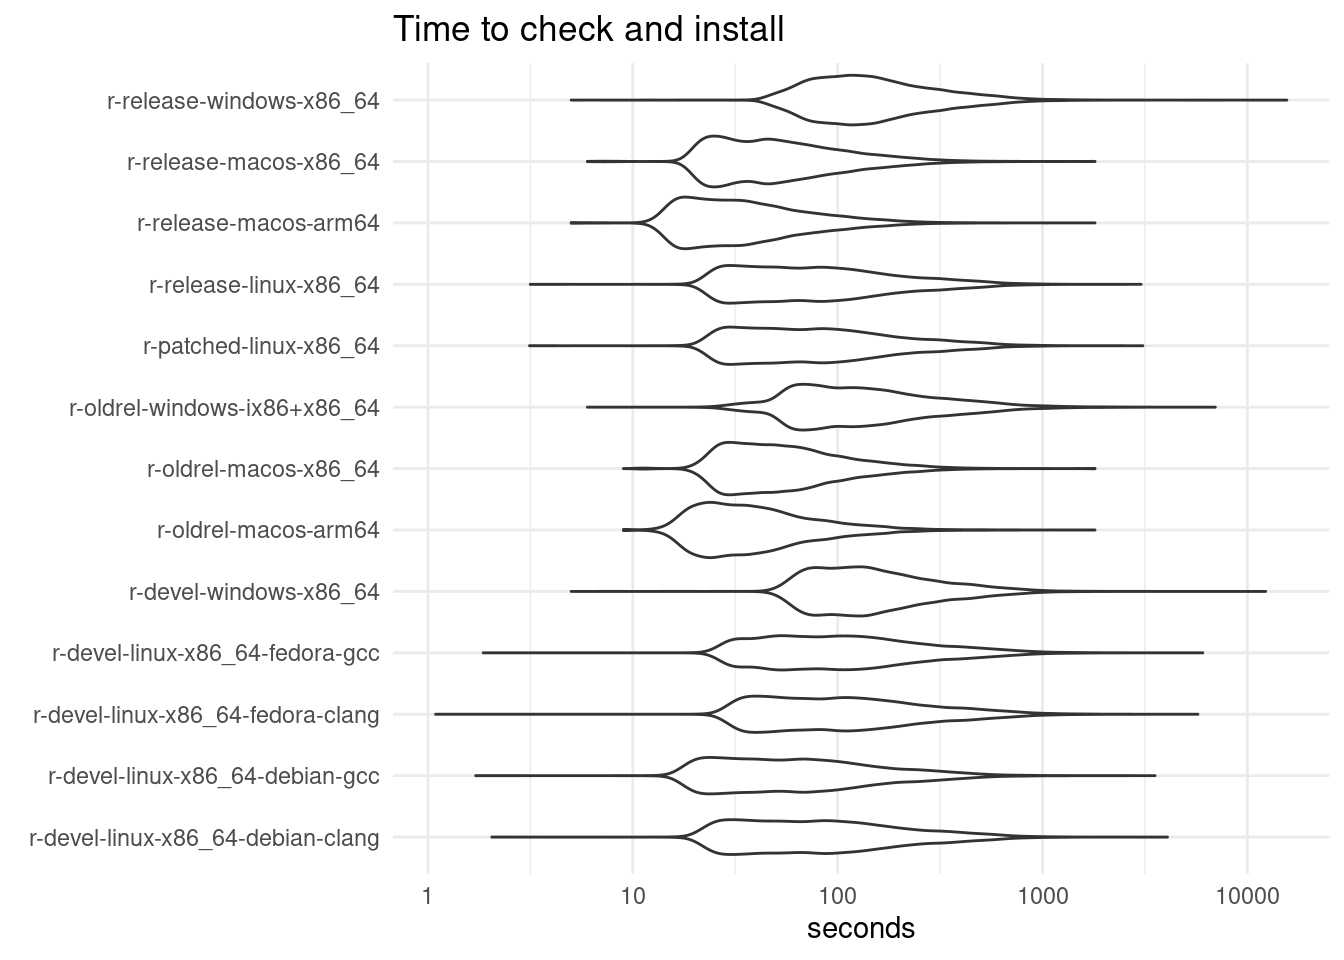 Time to check and install
r-release-windows-x86_64
r-release-macos-x86_64
r-release-macos-arm64
r-release-linux-x86_64
r-patched-linux-x86_64
r-oldrel-windows-ix86+x86_64
r-oldrel-macos-x86_64
r-oldrel-macos-arm64
r-devel-windows-x86_64
r-devel-linux-x86_64-fedora-gcc
r-devel-linux-x86_64-fedora-clang
r-devel-linux-x86_64-debian-gcc
r-devel-linux-x86_64-debian-clang
1 10 100 1000 10000
seconds